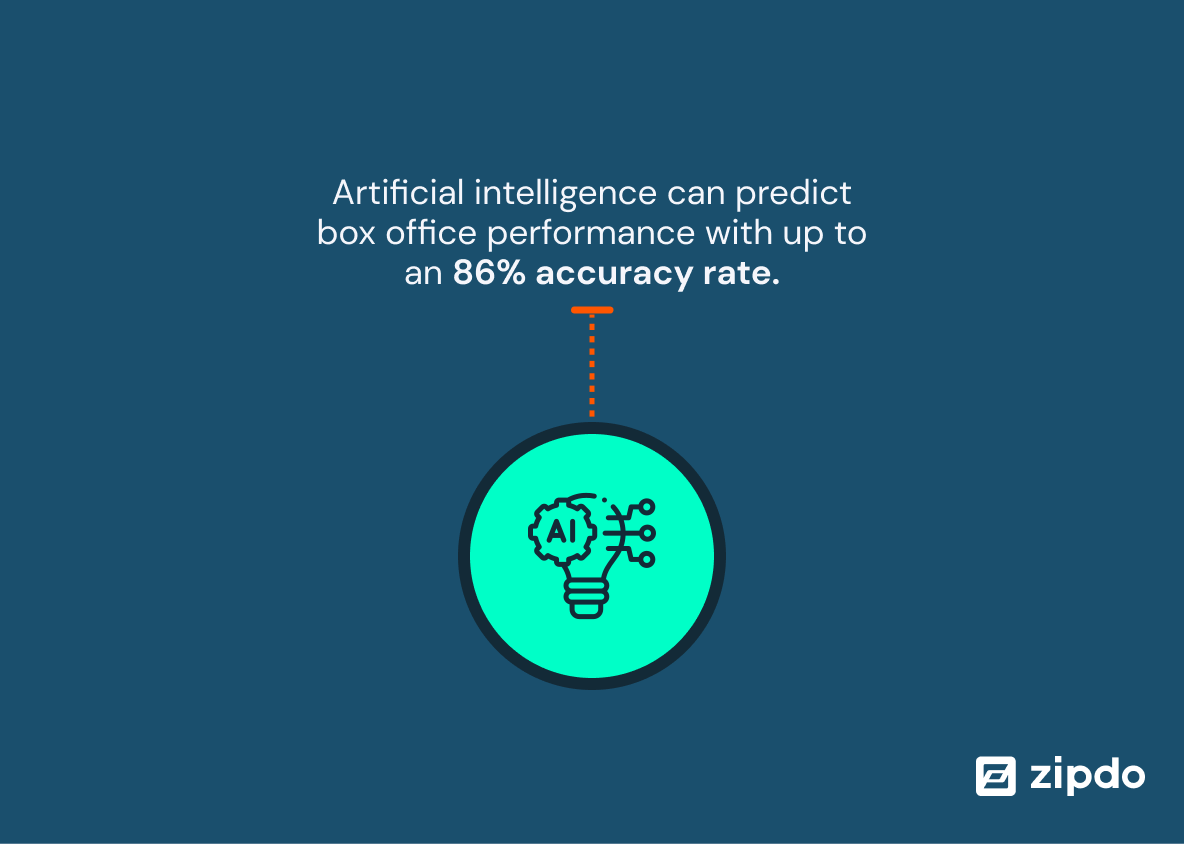 Artificial intelligence can predict
box office performance with up to
an 86% accuracy rate.
AI
zipdo